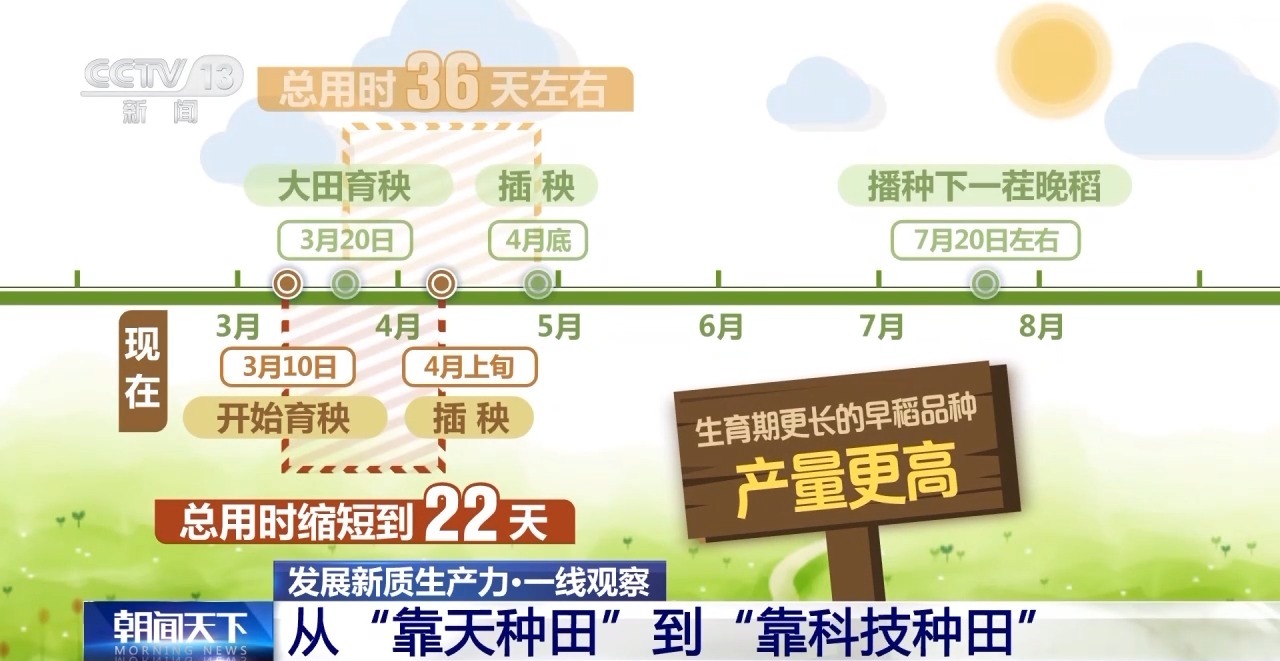 CCTV 13
新闻
总用时36天左右
大田育秧
插秧
播种下一茬晚稻
3月20日
4月底
7月20日左右
3月
4月
5月
6月
7月
8月
现在
3月10日
4月上旬
开始育秧
插秧
生育期更长的早稻品种
产量更高
总用时缩短到22天
发展新质生产力·一线观察
朝闻天下
MORNING NEWS
从“靠天种田”到“靠科技种田”